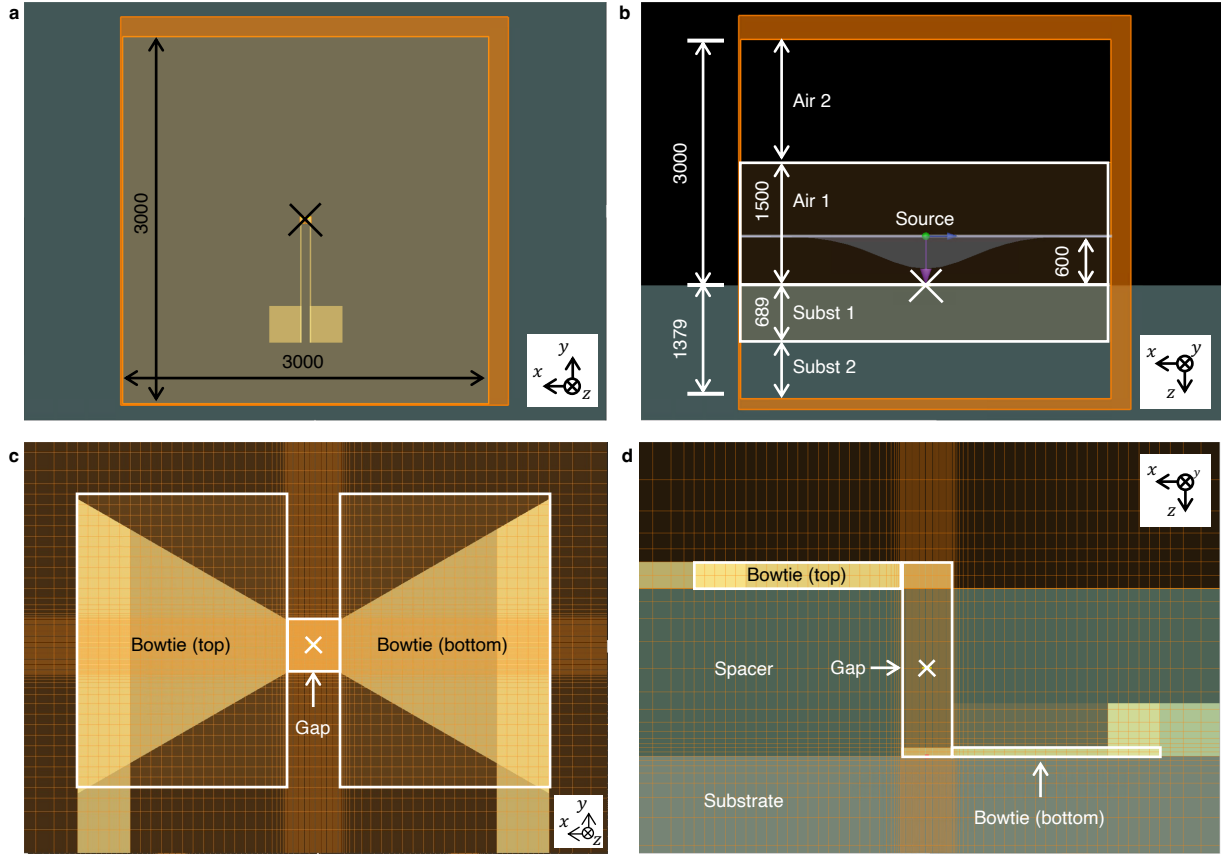 a
3000
3000
y
x
z
b
Air 2
3000
1500
Air 1
Source
600
689
Subst 1
1379
Subst 2
x
y
z
c
Bowtie (top)
Bowtie (bottom)
Gap
y
x
z
d
x
y
z
Bowtie (top)
Spacer
Gap
Substrate
Bowtie (bottom)